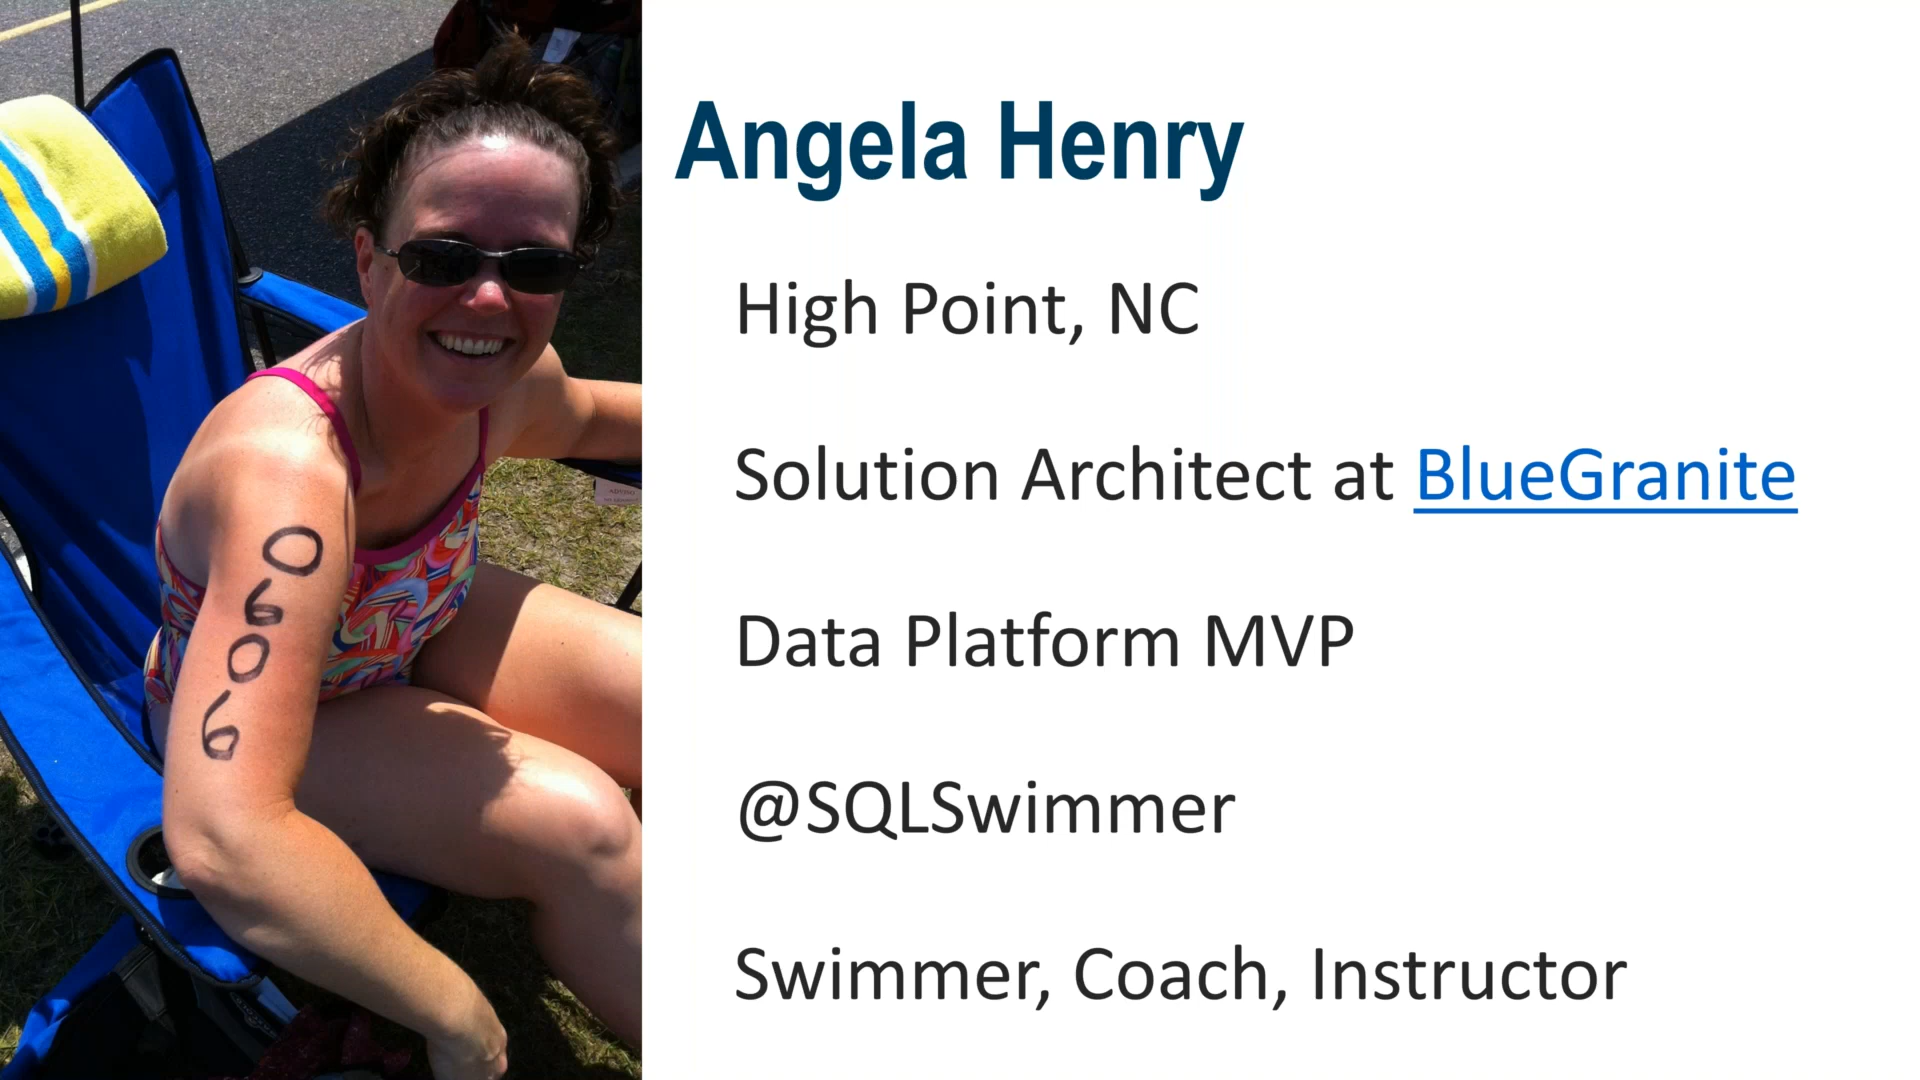 Angela Henry
High Point, NC
Solution Architect at BlueGranite
Data Platform MVP
@SQLSwimmer
Swimmer, Coach, Instructor
0606